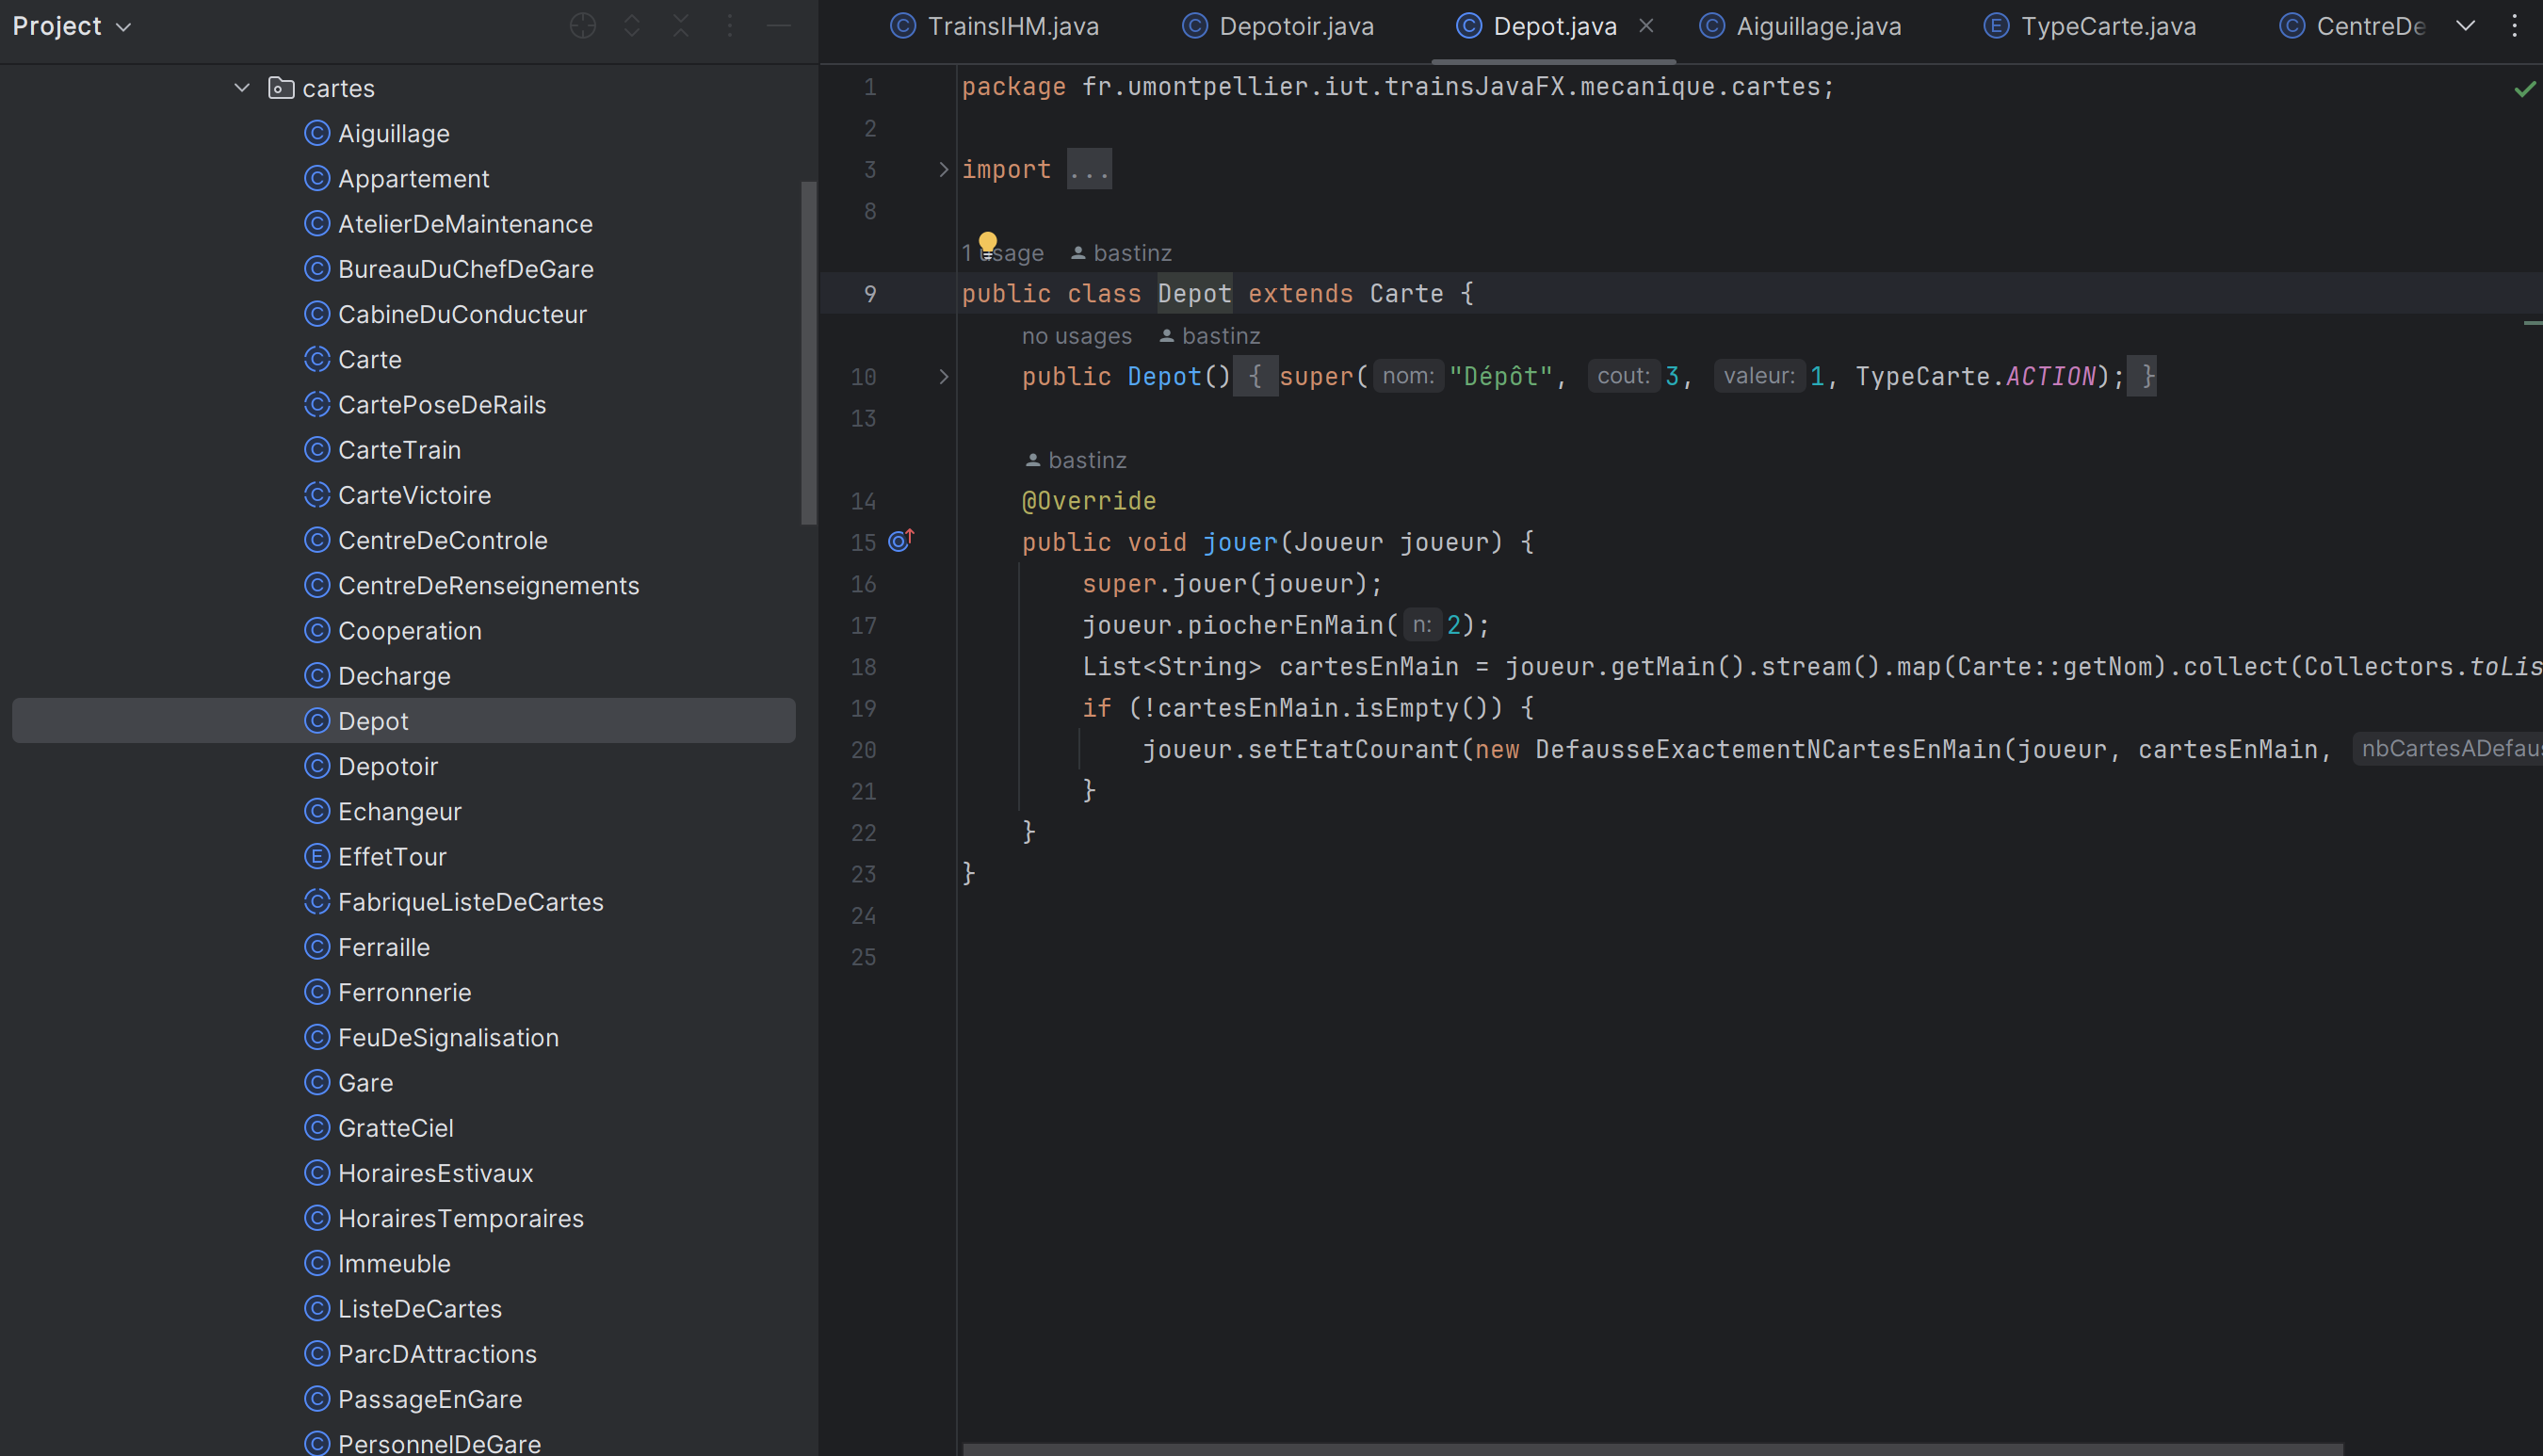 Project
cartes
Aiguillage
Appartement
AtelierDeMaintenance
BureauDuChefDeGare
CabineDuConducteur
Carte
CartePoseDeRails
CarteTrain
CarteVictoire
CentreDeControle
CentreDeRenseignements
Cooperation
Decharge
Depot
Depotoir
Echangeur
EffetTour
FabriqueListeDeCartes
Ferraille
Ferronnerie
FeuDeSignalisation
Gare
GratteCiel
HorairesEstivaux
HorairesTemporaires
Immeuble
ListeDeCartes
ParcDAttractions
PassageEnGare
PersonnelDeGare
TrainsIHM.java Depotoir.java Depot.java Aiguillage.java TypeCarte.java CentreDe
1 package fr.umontpellier.iut.trainsJavaFX.mecanique.cartes;
2
3 import ...
8
1 usage bastinz
9 public class Depot extends Carte {
no usages bastinz
10 public Depot() { super( nom: "Dépôt", cout: 3, valeur: 1, TypeCarte.ACTION); }
13
bastinz
14 @Override
15 public void jouer(Joueur joueur) {
16 super.jouer(joueur);
17 joueur.piocherEnMain( n: 2);
18 List<String> cartesEnMain = joueur.getMain().stream().map(Carte::getNom).collect(Collectors.toLis
19 if (!cartesEnMain.isEmpty()) {
20 joueur.setEtatCourant(new DefausseExactementNCartesEnMain(joueur, cartesEnMain, nbCartesADefaus
21 }
22 }
23 }
24
25